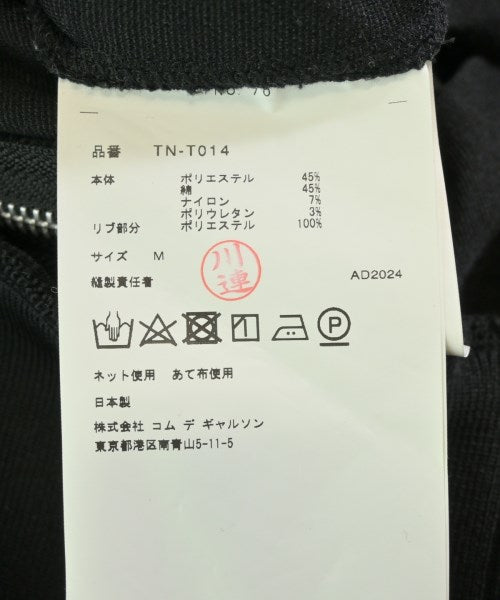 No. 76
品番 TN-T014
本体 ポリエステル 45%
綿 45%
ナイロン 7%
ポリウレタン 3%
リブ部分 ポリエステル 100%
サイズ M
縫製責任者 川連 AD2024
P
ネット使用 あて布使用
日本製
株式会社 コム デ ギャルソン
東京都港区南青山5-11-5